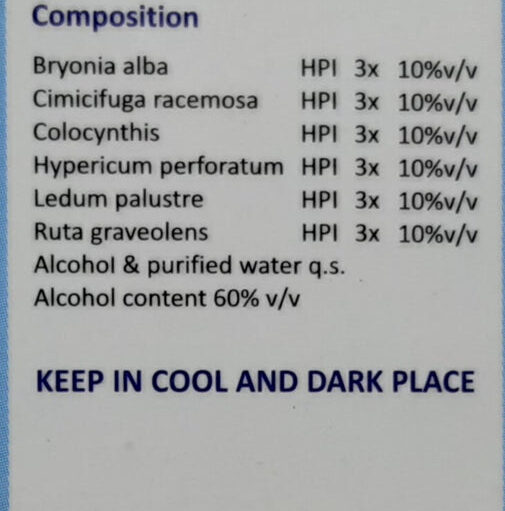 Composition
Bryonia alba HPI 3x 10%v/v
Cimicifuga racemosa HPI 3x 10%v/v
Colocynthis HPI 3x 10%v/v
Hypericum perforatum HPI 3x 10%v/v
Ledum palustre HPI 3x 10%v/v
Ruta graveolens HPI 3x 10%v/v
Alcohol & purified water q.s.
Alcohol content 60% v/v
KEEP IN COOL AND DARK PLACE